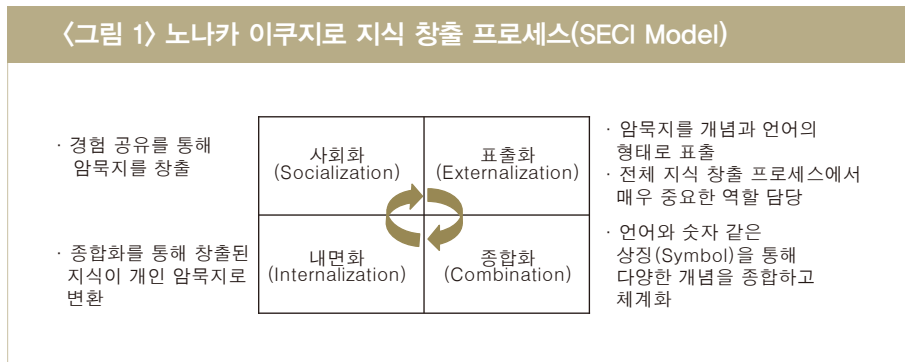 〈그림 1〉 노나카 이쿠지로 지식 창출 프로세스(SECI Model)
· 경험 공유를 통해
암묵지를 창출
사회화
(Socialization)
표출화
(Externalization)
· 암묵지를 개념과 언어의
형태로 표출
· 전체 지식 창출 프로세스에서
매우 중요한 역할 담당
· 종합화를 통해 창출된
지식이 개인 암묵지로
변환
내면화
(Internalization)
종합화
(Combination)
· 언어와 숫자 같은
상징(Symbol)을 통해
다양한 개념을 종합하고
체계화